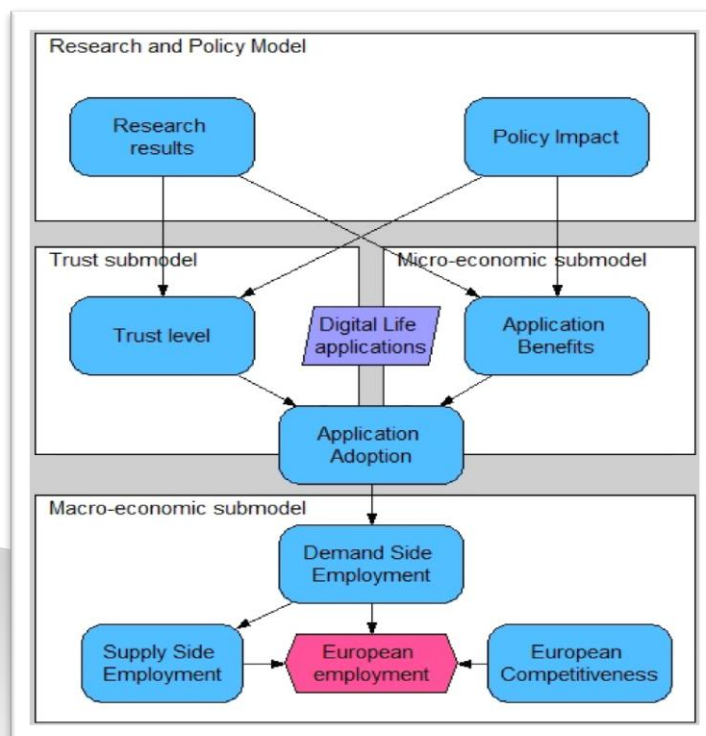 Research and Policy Model
Research
results
Policy Impact
Trust submodel
Micro-economic submodel
Trust level
Digital Life
applications
Application
Benefits
Application
Adoption
Macro-economic submodel
Demand Side
Employment
Supply Side
Employment
European
employment
European
Competitiveness